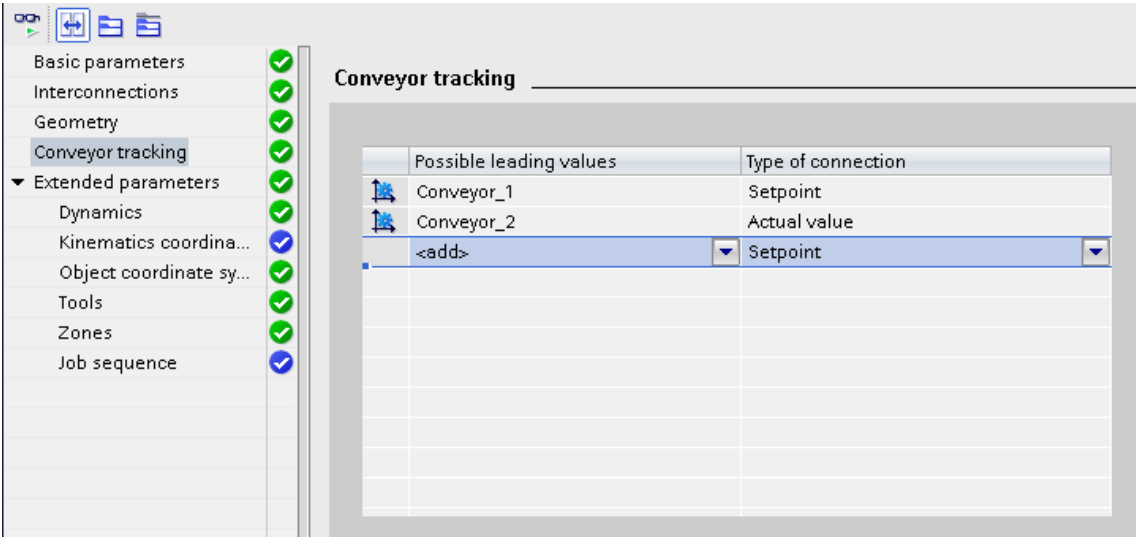 Basic parameters
Interconnections
Geometry
Conveyor tracking
Extended parameters
Dynamics
Kinematics coordina...
Object coordinate sy...
Tools
Zones
Job sequence
Conveyor tracking
Possible leading values Type of connection
Conveyor_1 Setpoint
Conveyor_2 Actual value
<add> Setpoint